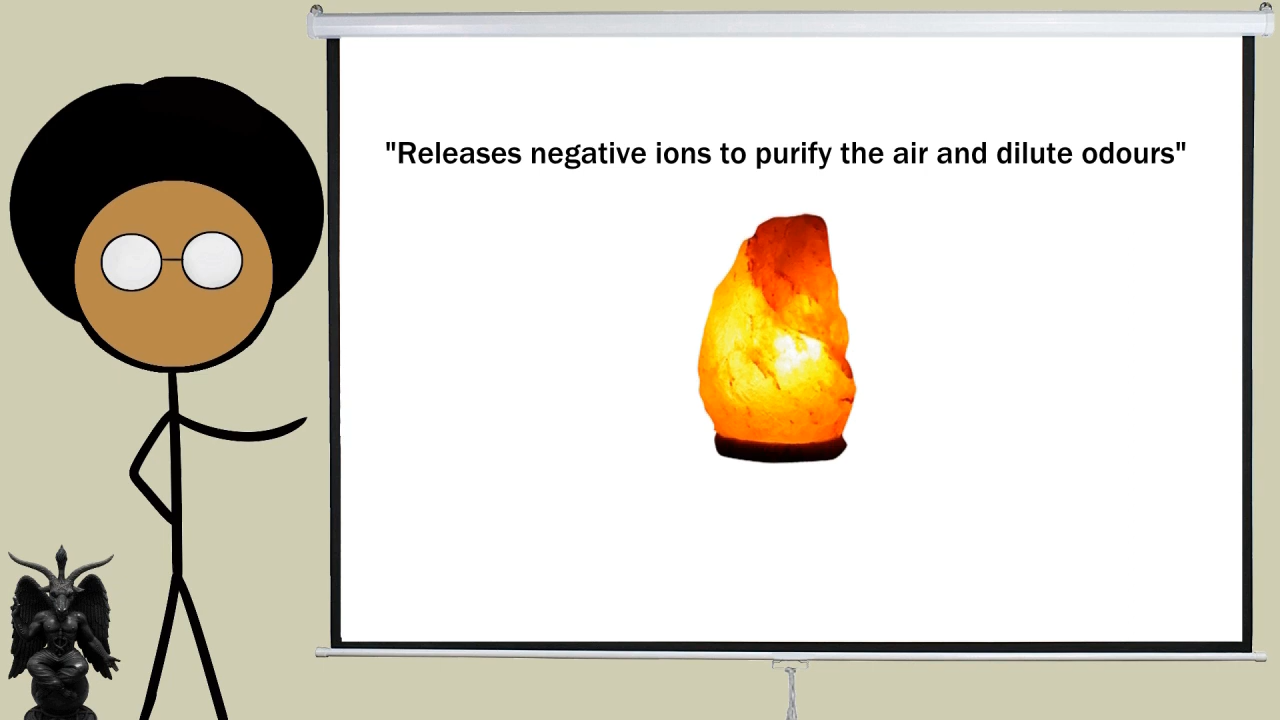 "Releases negative ions to purify the air and dilute odours"